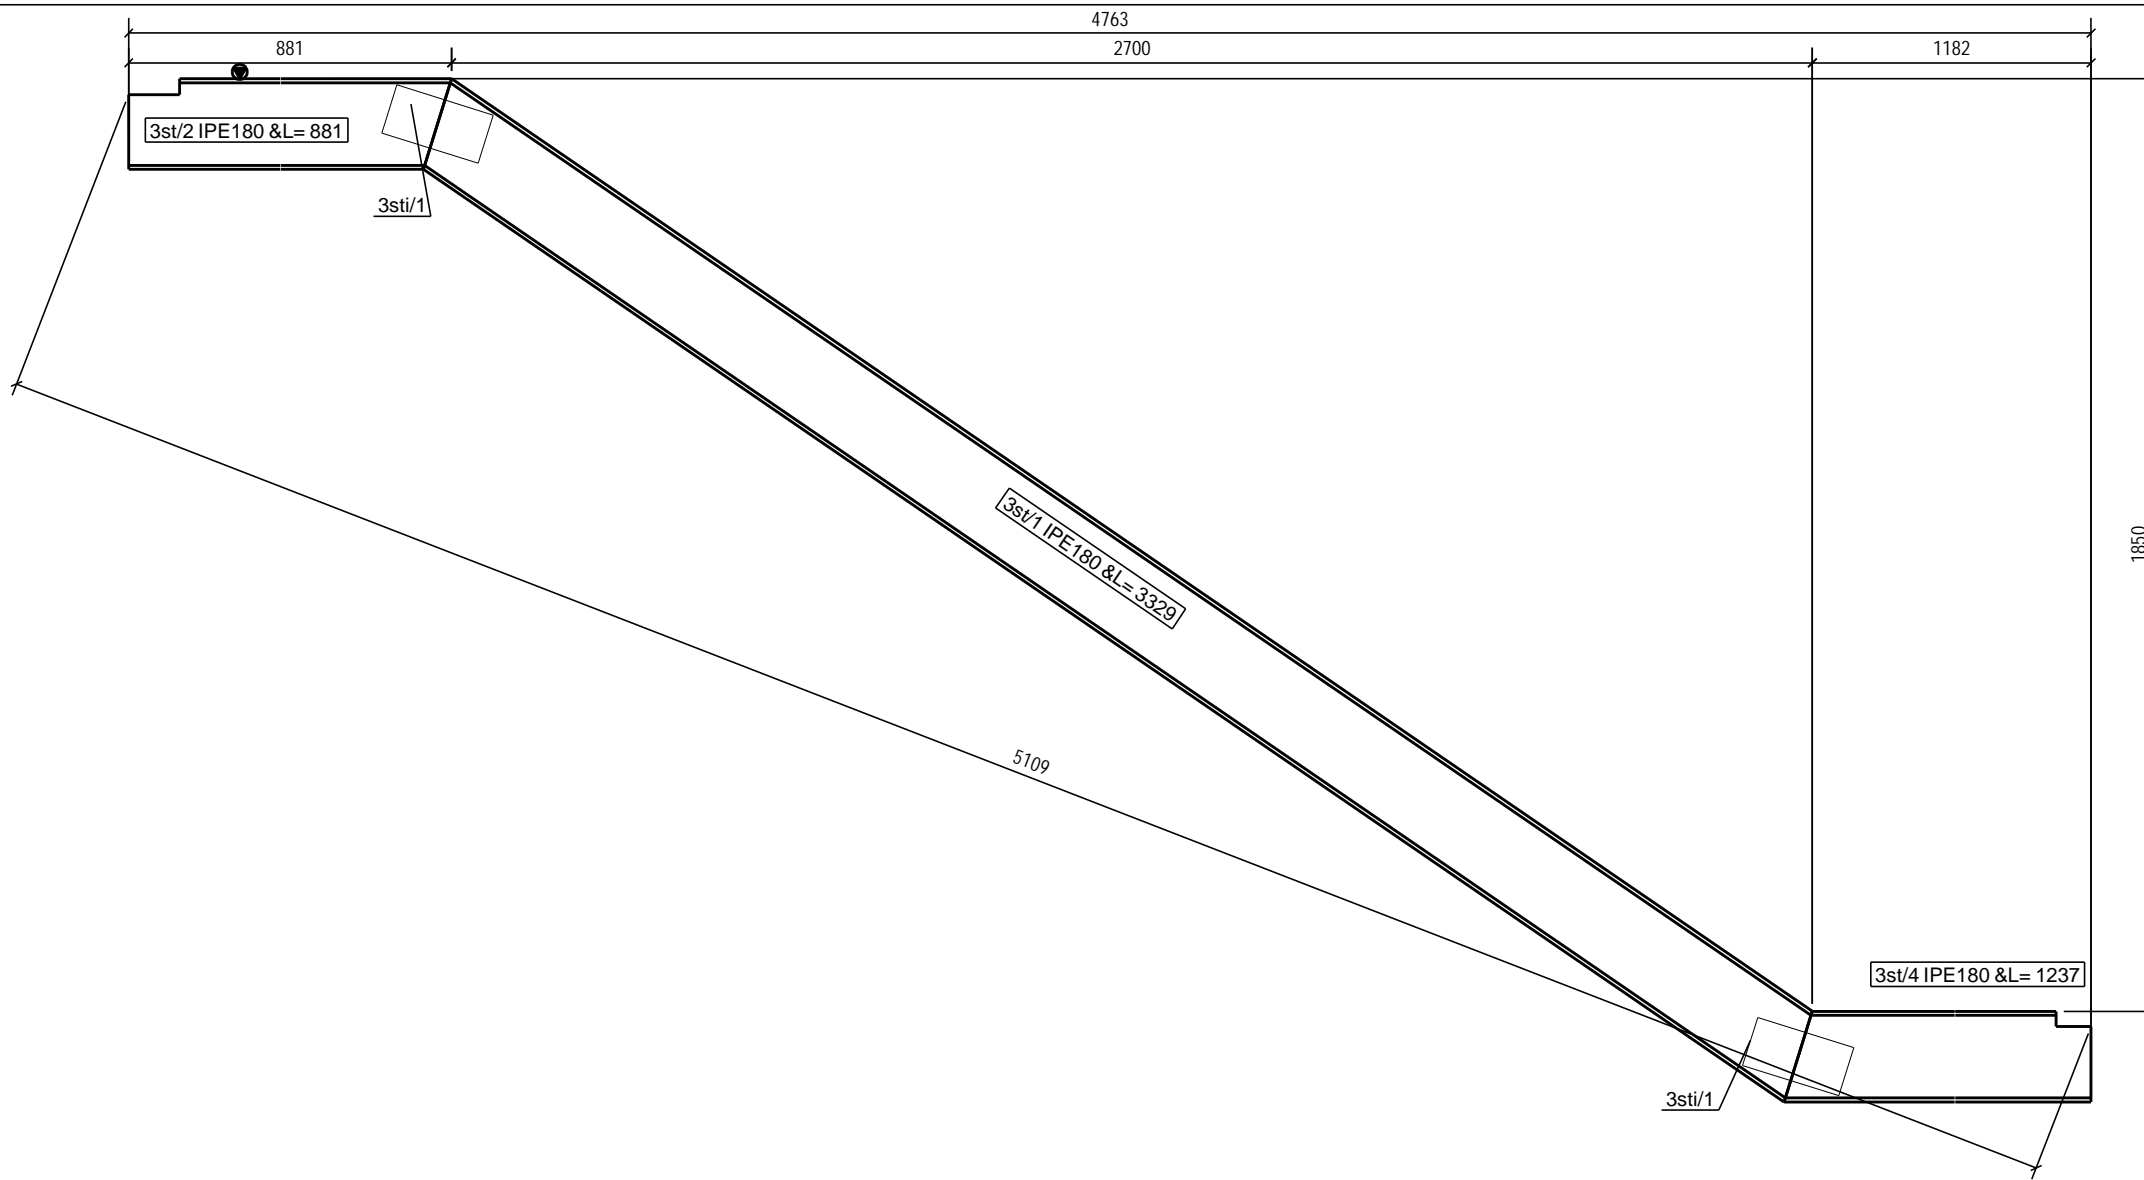 4763
881
2700
1182
3st/2 IPE180 &L= 881
3sti/1
3st/1 IPE180 &L= 3329
1850
5109
3st/4 IPE180 &L= 1237
3sti/1